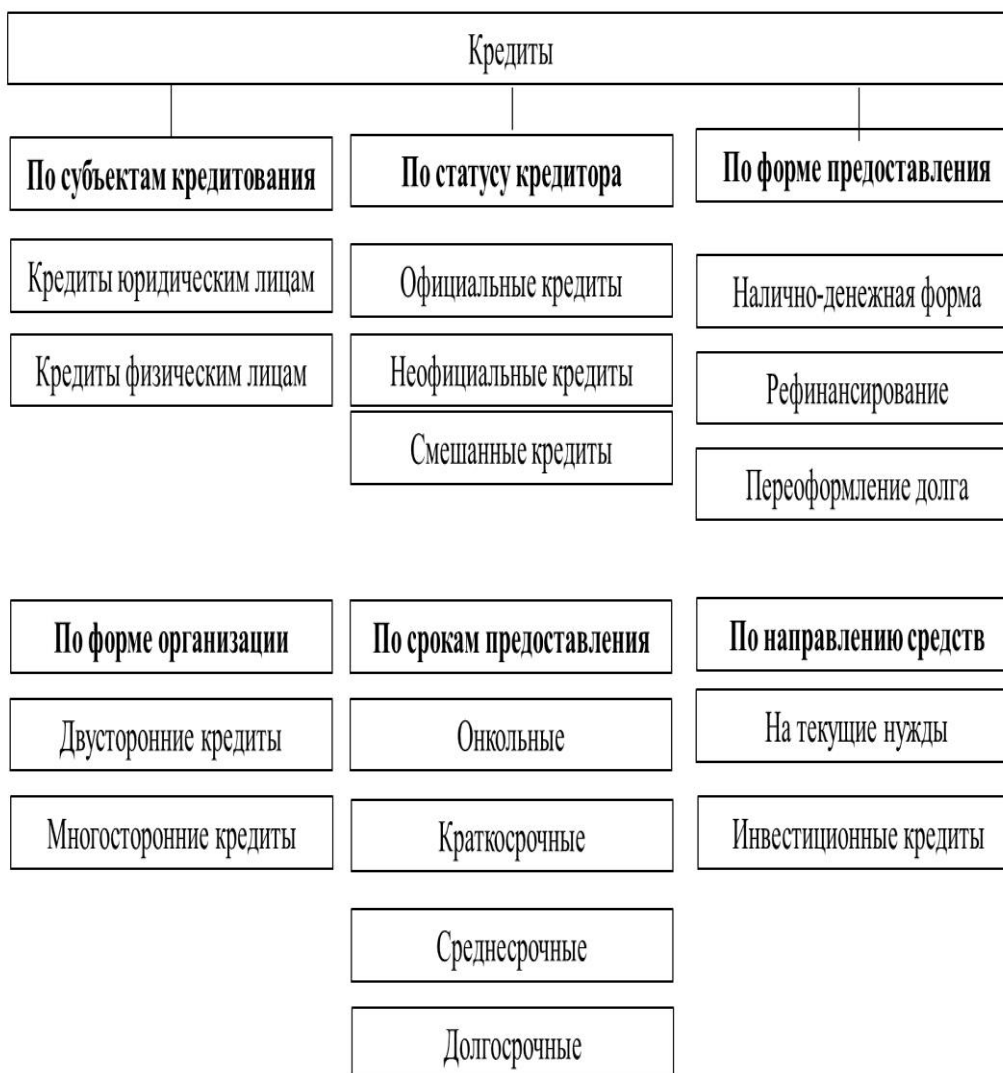 Кредиты
По субъектам кредитования
Кредиты юридическим лицам
Кредиты физическим лицам
По статусу кредитора
Официальные кредиты
Неофициальные кредиты
Смешанные кредиты
По форме предоставления
Налично-денежная форма
Рефинансирование
Переоформление долга
По форме организации
Двусторонние кредиты
Многосторонние кредиты
По срокам предоставления
Онкольные
Краткосрочные
Среднесрочные
Долгосрочные
По направлению средств
На текущие нужды
Инвестиционные кредиты